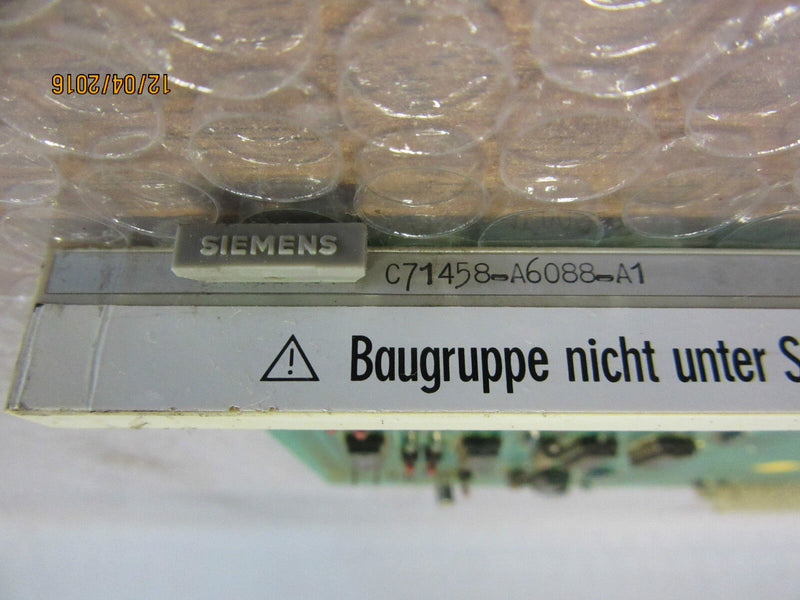 12/04/2016
SIEMENS
C71458-A6088-A1
Baugruppe nicht unter S